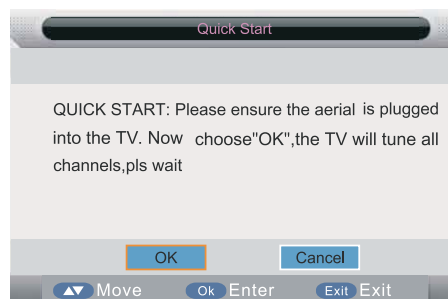 Quick Start
QUICK START: Please ensure the aerial is plugged
into the TV. Now choose"OK",the TV will tune all
channels,pls wait
OK Cancel
▲▼ Move Ok Enter Exit Exit